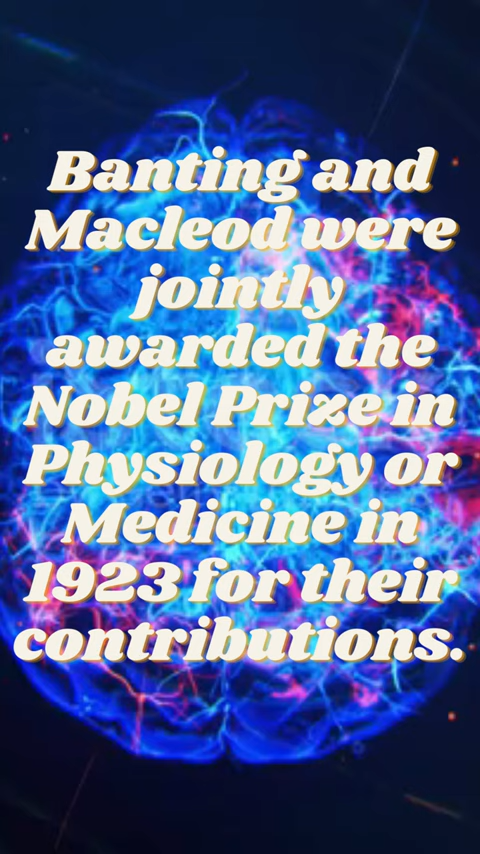 Banting and
Macleod were
jointly
awarded the
Nobel Prize in
Physiology or
Medicine in
1923 for their
contributions.